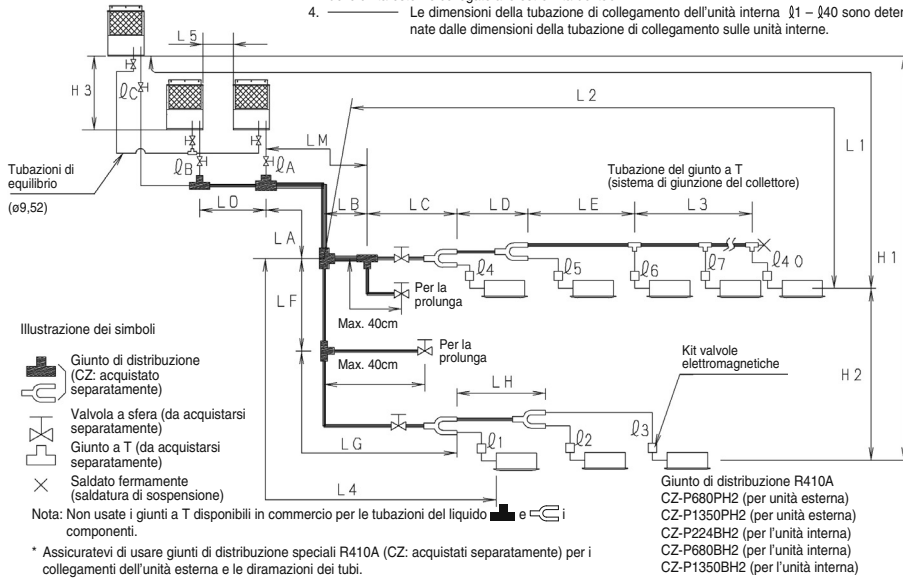 4. Le dimensioni della tubazione di collegamento dell'unità interna ℓ1 – ℓ40 sono deter
nate dalle dimensioni della tubazione di collegamento sulle unità interne.
L5
H3
ℓC
L2
LM
L1
Tubazioni di
equilibrio
(ø9,52)
ℓB
ℓA
Tubazione del giunto a T
(sistema di giunzione del collettore)
LO
LB
LC
LD
LE
L3
LA
H1
ℓ4
ℓ5
ℓ6
ℓ7
ℓ40
LF
Per la
prolunga
Max. 40cm
Illustrazione dei simboli
Giunto di distribuzione
(CZ: acquistato
separatamente)
Per la
prolunga
Max. 40cm
Kit valvole
elettromagnetiche
H2
LH
Valvola a sfera (da acquistarsi
separatamente)
Giunto a T (da acquistarsi
separatamente)
ℓ1
ℓ2
ℓ3
LG
Saldato fermamente
(saldatura di sospensione)
L4
Nota: Non usate i giunti a T disponibili in commercio per le tubazioni del liquido e i
componenti.
* Assicuratevi di usare giunti di distribuzione speciali R410A (CZ: acquistati separatamente) per i
collegamenti dell'unità esterna e le diramazioni dei tubi.
Giunto di distribuzione R410A
CZ-P680PH2 (per unità esterna)
CZ-P1350PH2 (per unità esterna)
CZ-P224BH2 (per l'unità interna)
CZ-P680BH2 (per l'unità interna)
CZ-P1350BH2 (per l'unità interna)